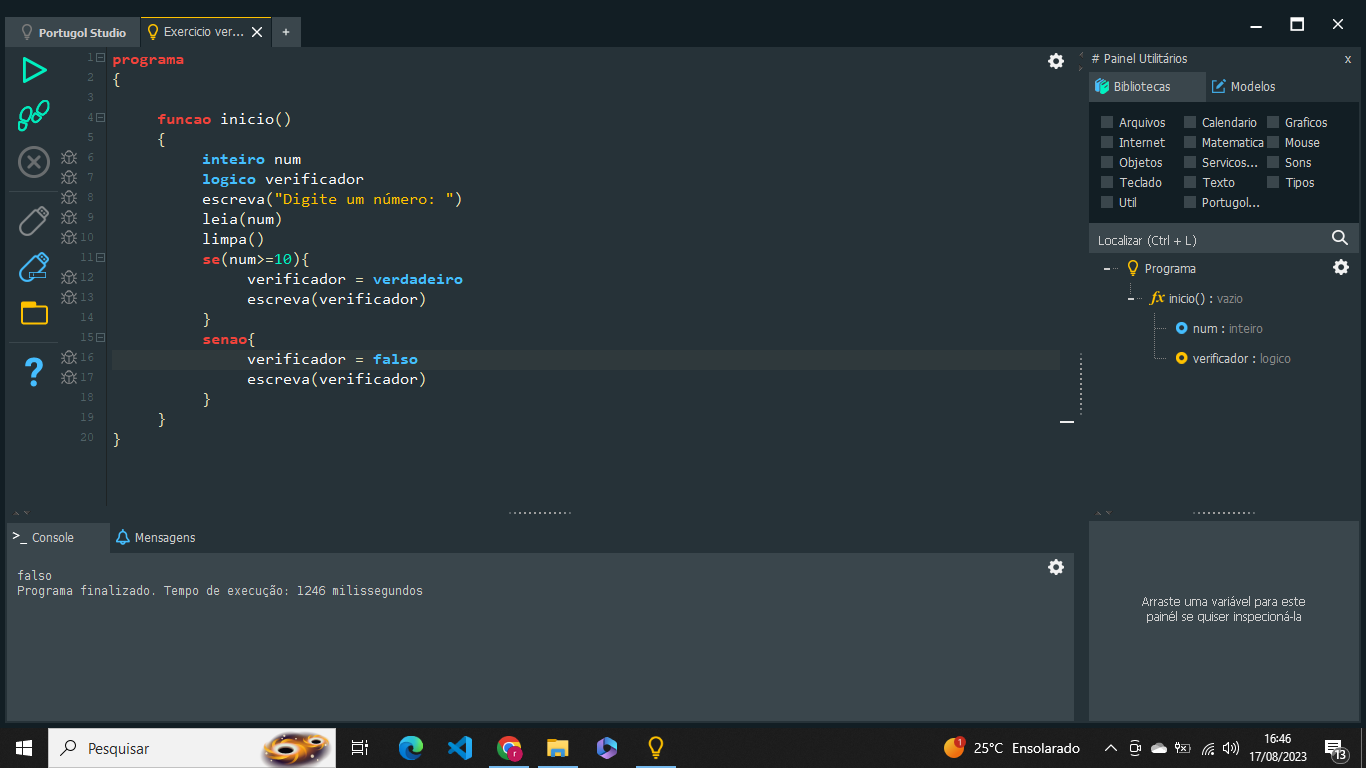 Portugol Studio
Exercicio ver...
+
1 programa
2 {
3
4 funcao inicio()
5 {
6 inteiro num
7 logico verificador
8 escreva("Digite um número: ")
9 leia(num)
10 limpa()
11 se(num>=10){
12 verificador = verdadeiro
13 escreva(verificador)
14 }
15 senao{
16 verificador = falso
17 escreva(verificador)
18 }
19 }
20 }
# Painel Utilitários x
Bibliotecas Modelos
Arquivos Calendario Graficos
Internet Matematica Mouse
Objetos Servicos... Sons
Teclado Texto Tipos
Util Portugol...
Localizar (Ctrl + L)
Programa
fx inicio() : vazio
num : inteiro
verificador : logico
>_ Console Mensagens
falso
Programa finalizado. Tempo de execução: 1246 milissegundos
Arraste uma variável para este
painél se quiser inspecioná-la
Pesquisar
r
1
25°C Ensolarado
16:46
17/08/2023
13